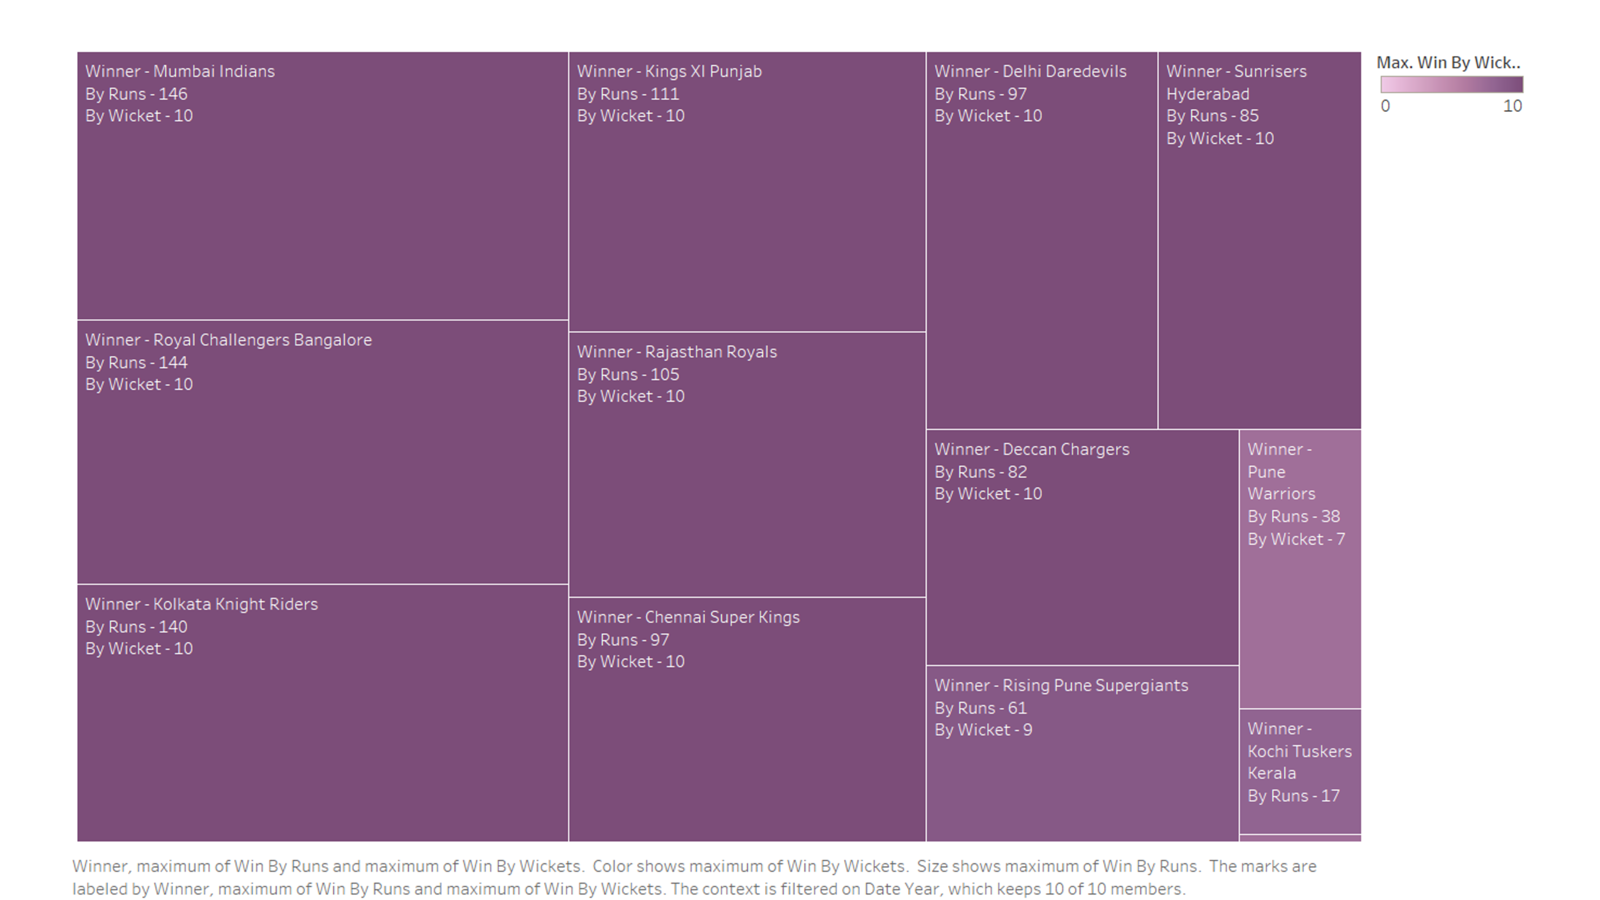 Winner - Mumbai Indians
By Runs - 146
By Wicket - 10
Winner - Royal Challengers Bangalore
By Runs - 144
By Wicket - 10
Winner - Kolkata Knight Riders
By Runs - 140
By Wicket - 10
Winner - Kings XI Punjab
By Runs - 111
By Wicket - 10
Winner - Rajasthan Royals
By Runs - 105
By Wicket - 10
Winner - Chennai Super Kings
By Runs - 97
By Wicket - 10
Winner - Delhi Daredevils
By Runs - 97
By Wicket - 10
Winner - Sunrisers
Hyderabad
By Runs - 85
By Wicket - 10
Winner - Deccan Chargers
By Runs - 82
By Wicket - 10
Winner - Rising Pune Supergiants
By Runs - 61
By Wicket - 9
Winner -
Pune
Warriors
By Runs - 38
By Wicket - 7
Winner -
Kochi Tuskers
Kerala
By Runs - 17
Max. Win By Wick..
0 10
Winner, maximum of Win By Runs and maximum of Win By Wickets.  Color shows maximum of Win By Wickets.  Size shows maximum of Win By Runs.  The marks are
labeled by Winner, maximum of Win By Runs and maximum of Win By Wickets. The context is filtered on Date Year, which keeps 10 of 10 members.